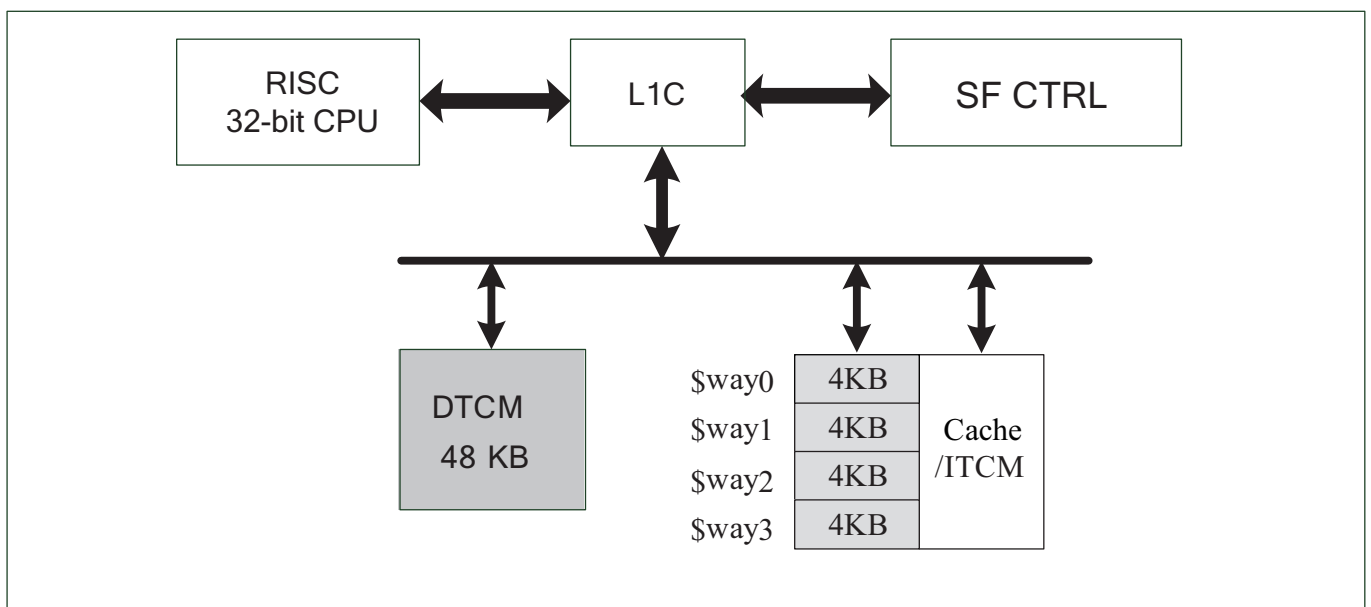 RISC
32-bit CPU
L1C
SF CTRL
DTCM
48 KB
$way0
4KB
$way1
4KB
$way2
4KB
$way3
4KB
Cache
/ITCM